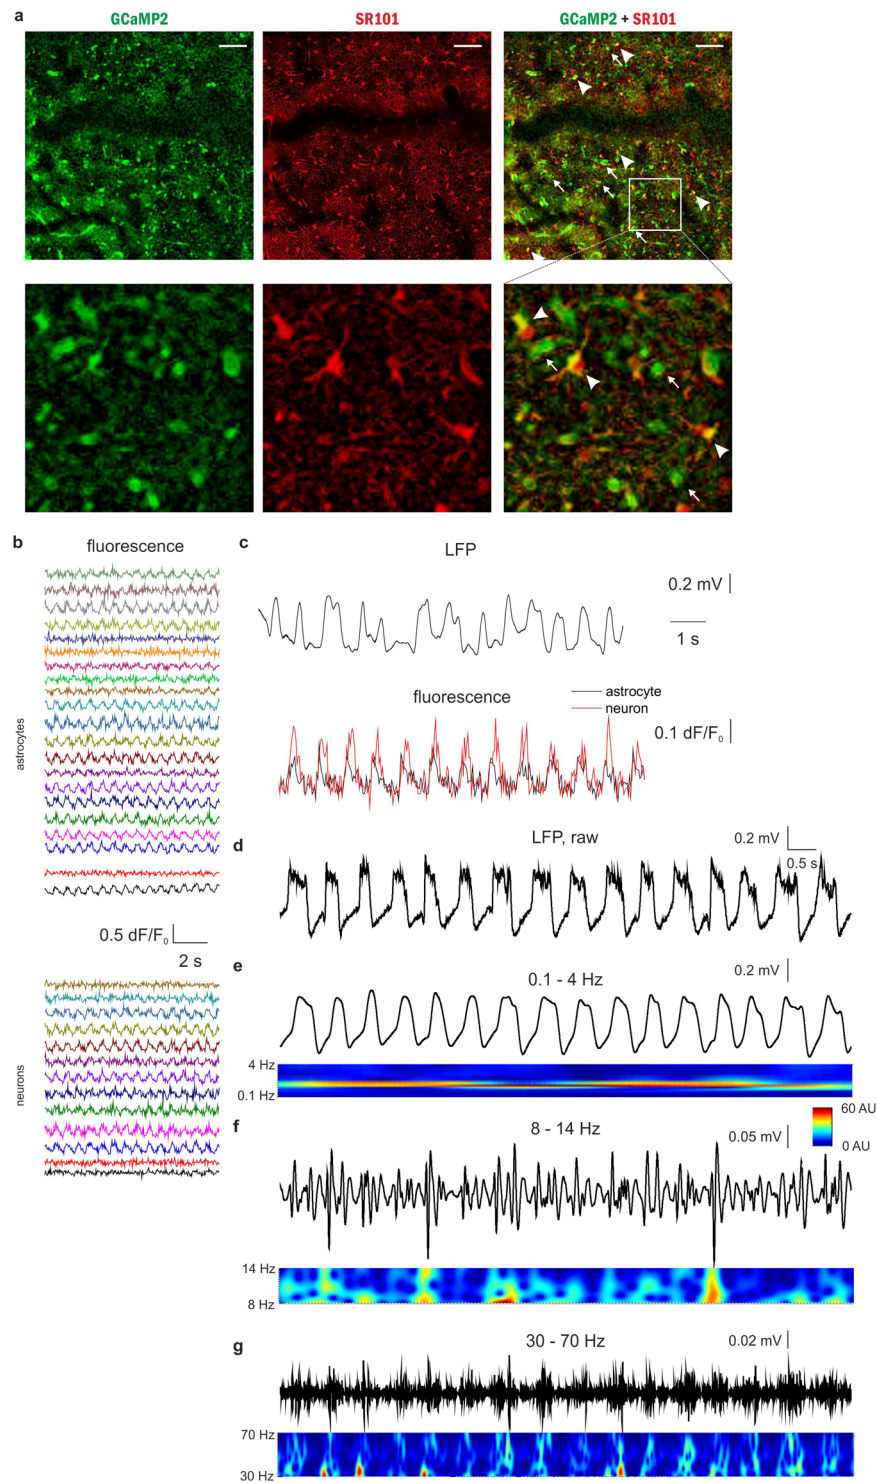 a
GCaMP2
SR101
GCaMP2 + SR101
b
fluorescence
astrocytes
0.5 dF/F0
2 s
neurons
c
LFP
0.2 mV
1 s
fluorescence
astrocyte
neuron
0.1 dF/F0
d
LFP, raw
0.2 mV
0.5 s
e
0.1 - 4 Hz
0.2 mV
4 Hz
0.1 Hz
60 AU
0 AU
f
8 - 14 Hz
0.05 mV
14 Hz
8 Hz
g
30 - 70 Hz
0.02 mV
70 Hz
30 Hz